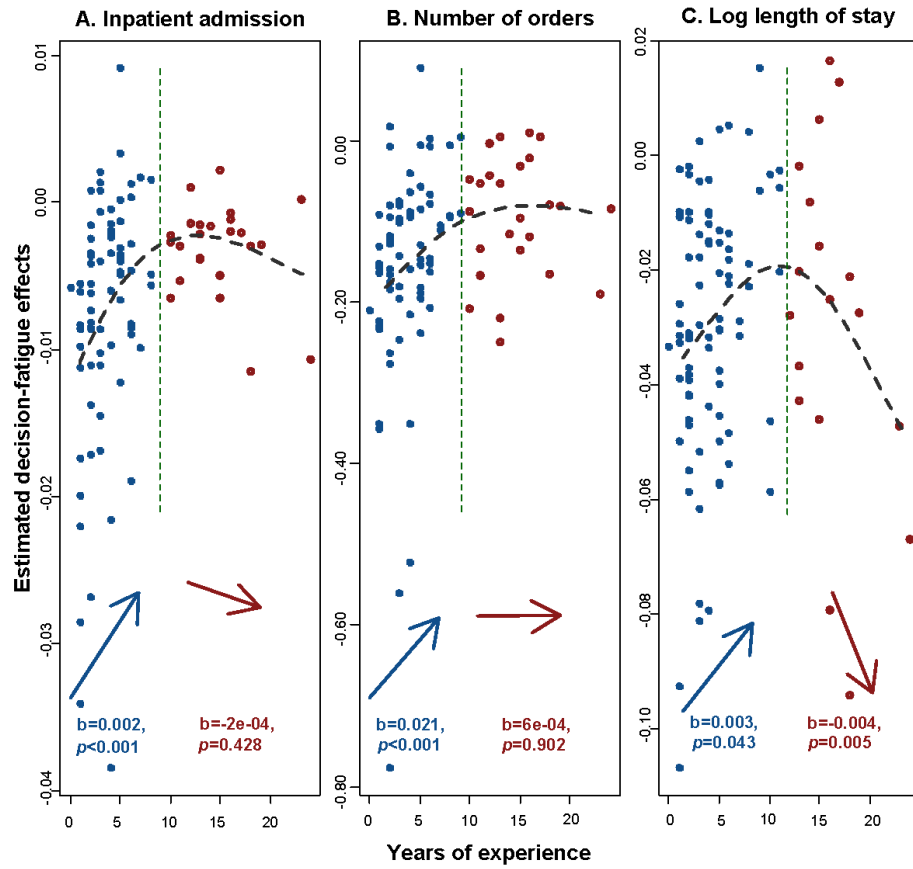 A. Inpatient admission
B. Number of orders
C. Log length of stay
Estimated decision-fatigue effects
0.01
0.00
-0.01
-0.02
-0.03
-0.04
0 5 10 15 20
b=0.002,
p<0.001
b=-2e-04,
p=0.428
0.00
-0.20
-0.40
-0.60
-0.80
0 5 10 15 20
b=0.021,
p<0.001
b=6e-04,
p=0.902
0.02
0.00
-0.02
-0.04
-0.06
-0.08
-0.10
0 5 10 15 20
b=0.003,
p=0.043
b=-0.004,
p=0.005
Years of experience